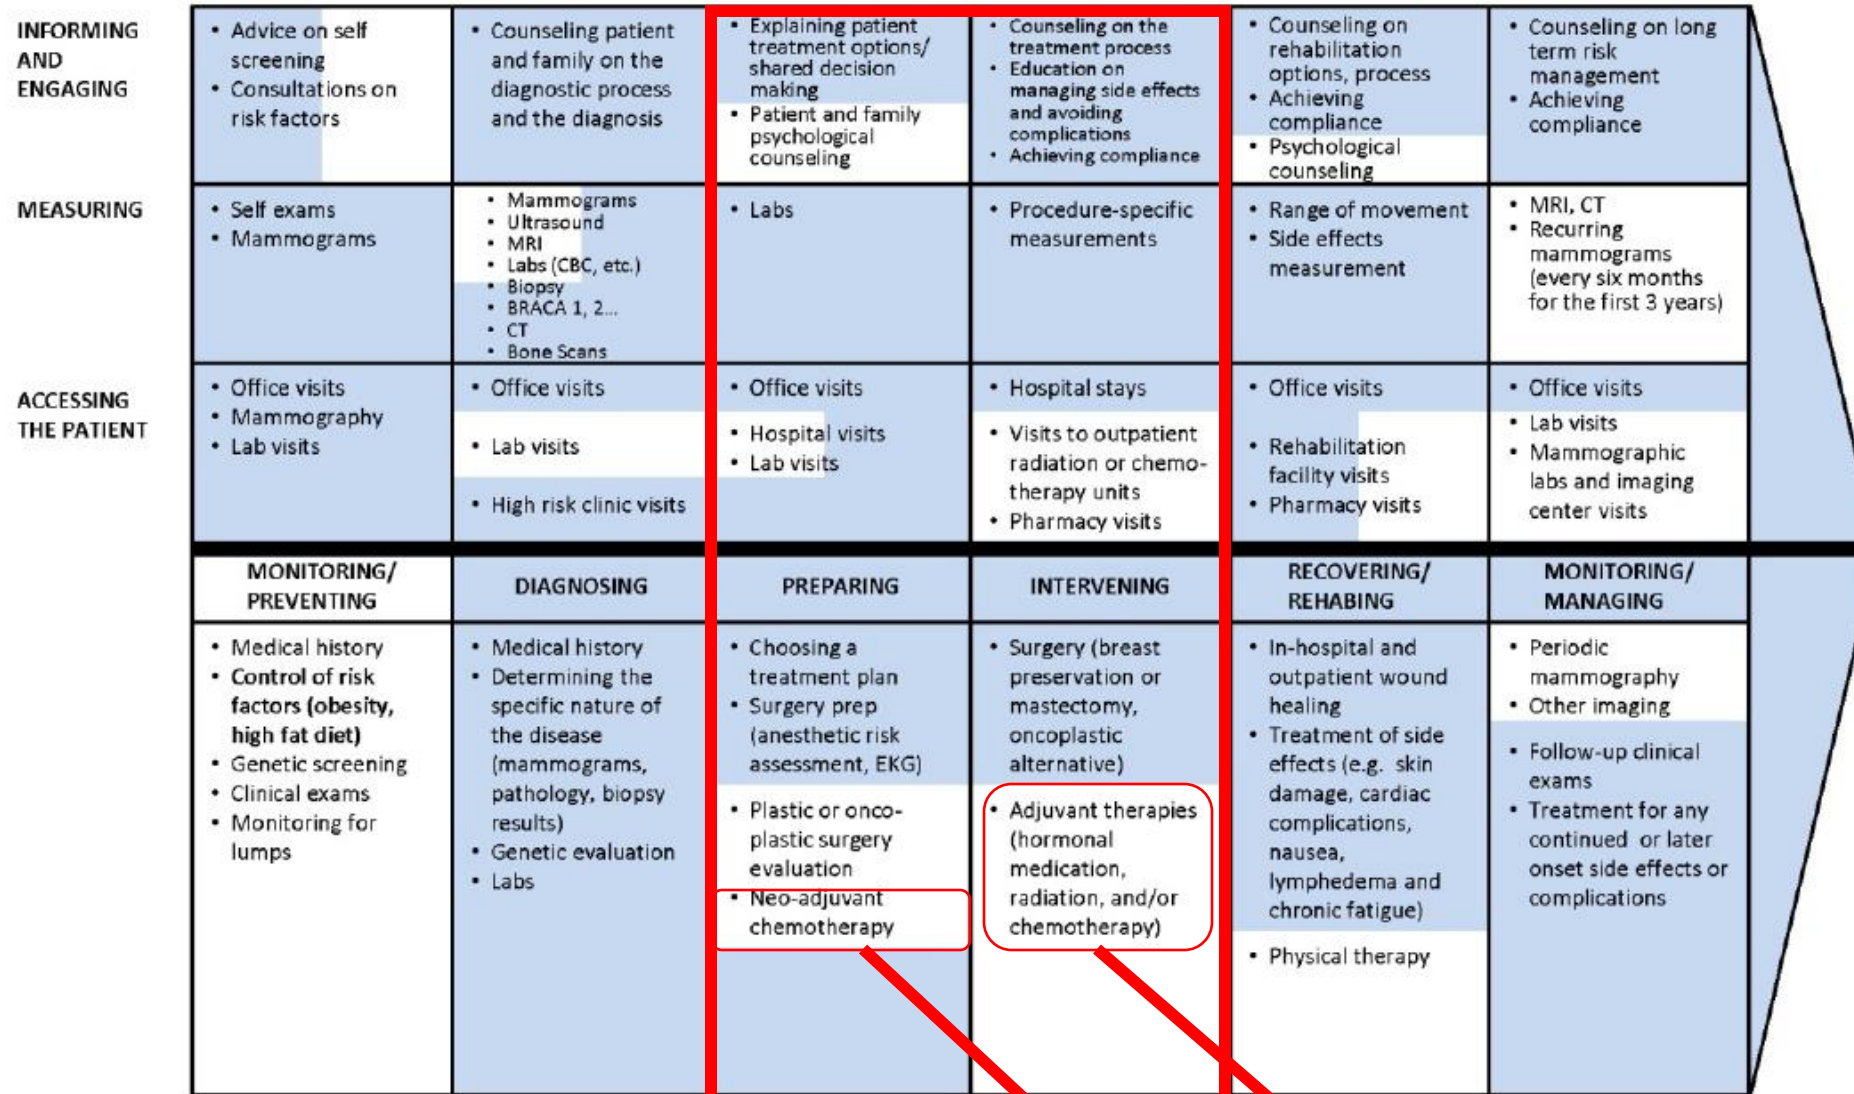 INFORMING
AND
ENGAGING
• Advice on self
screening
• Consultations on
risk factors
• Counseling patient
and family on the
diagnostic process
and the diagnosis
• Explaining patient
treatment options/
shared decision
making
• Patient and family
psychological
counseling
• Counseling on the
treatment process
• Education on
managing side effects
and avoiding
complications
• Achieving compliance
• Counseling on
rehabilitation
options, process
• Achieving
compliance
• Psychological
counseling
• Counseling on long
term risk
management
• Achieving
compliance
MEASURING
• Self exams
• Mammograms
• Mammograms
• Ultrasound
• MRI
• Labs (CBC, etc.)
• Biopsy
• BRACA 1, 2...
• CT
• Bone Scans
• Labs
• Procedure-specific
measurements
• Range of movement
• Side effects
measurement
• MRI, CT
• Recurring
mammograms
(every six months
for the first 3 years)
ACCESSING
THE PATIENT
• Office visits
• Mammography
• Lab visits
• Office visits
• Lab visits
• High risk clinic visits
• Office visits
• Hospital visits
• Lab visits
• Hospital stays
• Visits to outpatient
radiation or chemo-
therapy units
• Pharmacy visits
• Office visits
• Rehabilitation
facility visits
• Pharmacy visits
• Office visits
• Lab visits
• Mammographic
labs and imaging
center visits
MONITORING/
PREVENTING
DIAGNOSING
PREPARING
INTERVENING
RECOVERING/
REHABING
MONITORING/
MANAGING
• Medical history
• Control of risk
factors (obesity,
high fat diet)
• Genetic screening
• Clinical exams
• Monitoring for
lumps
• Medical history
• Determining the
specific nature of
the disease
(mammograms,
pathology, biopsy
results)
• Genetic evaluation
• Labs
• Choosing a
treatment plan
• Surgery prep
(anesthetic risk
assessment, EKG)
• Plastic or onco-
plastic surgery
evaluation
• Neo-adjuvant
chemotherapy
• Surgery (breast
preservation or
mastectomy,
oncoplastic
alternative)
• Adjuvant therapies
(hormonal
medication,
radiation, and/or
chemotherapy)
• In-hospital and
outpatient wound
healing
• Treatment of side
effects (e.g. skin
damage, cardiac
complications,
nausea,
lymphedema and
chronic fatigue)
• Physical therapy
• Periodic
mammography
• Other imaging
• Follow-up clinical
exams
• Treatment for any
continued or later
onset side effects or
complications